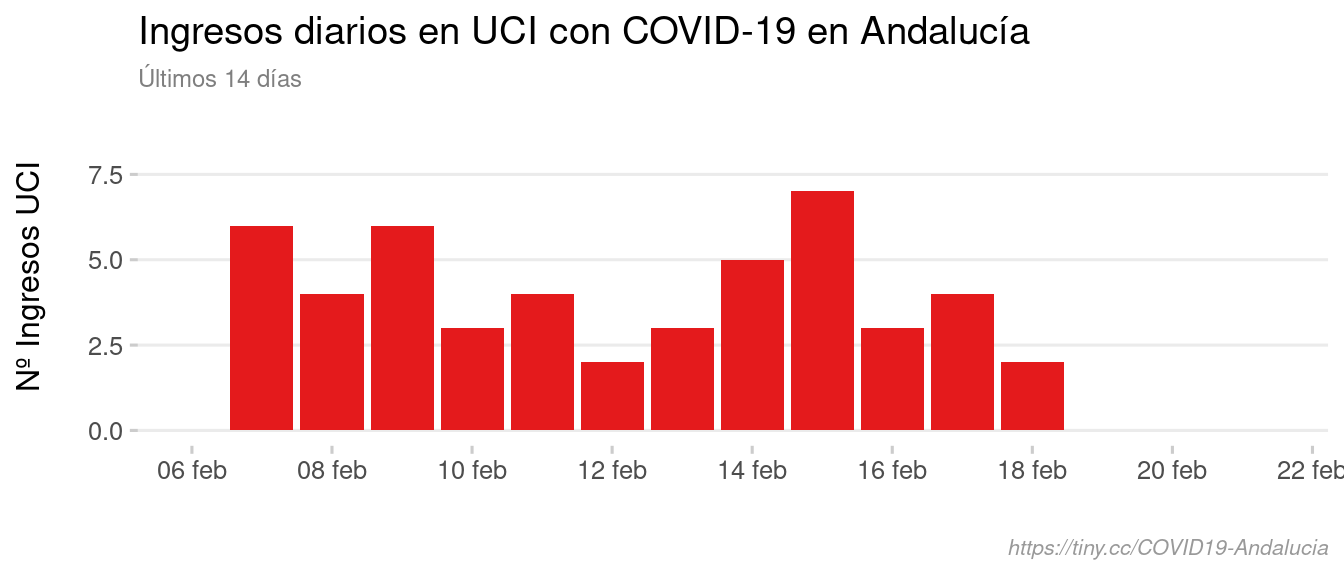 Ingresos diarios en UCI con COVID-19 en Andalucía
Últimos 14 días
Nº Ingresos UCI
7.5
5.0
2.5
0.0
06 feb
08 feb
10 feb
12 feb
14 feb
16 feb
18 feb
20 feb
22 feb
https://tiny.cc/COVID19-Andalucia